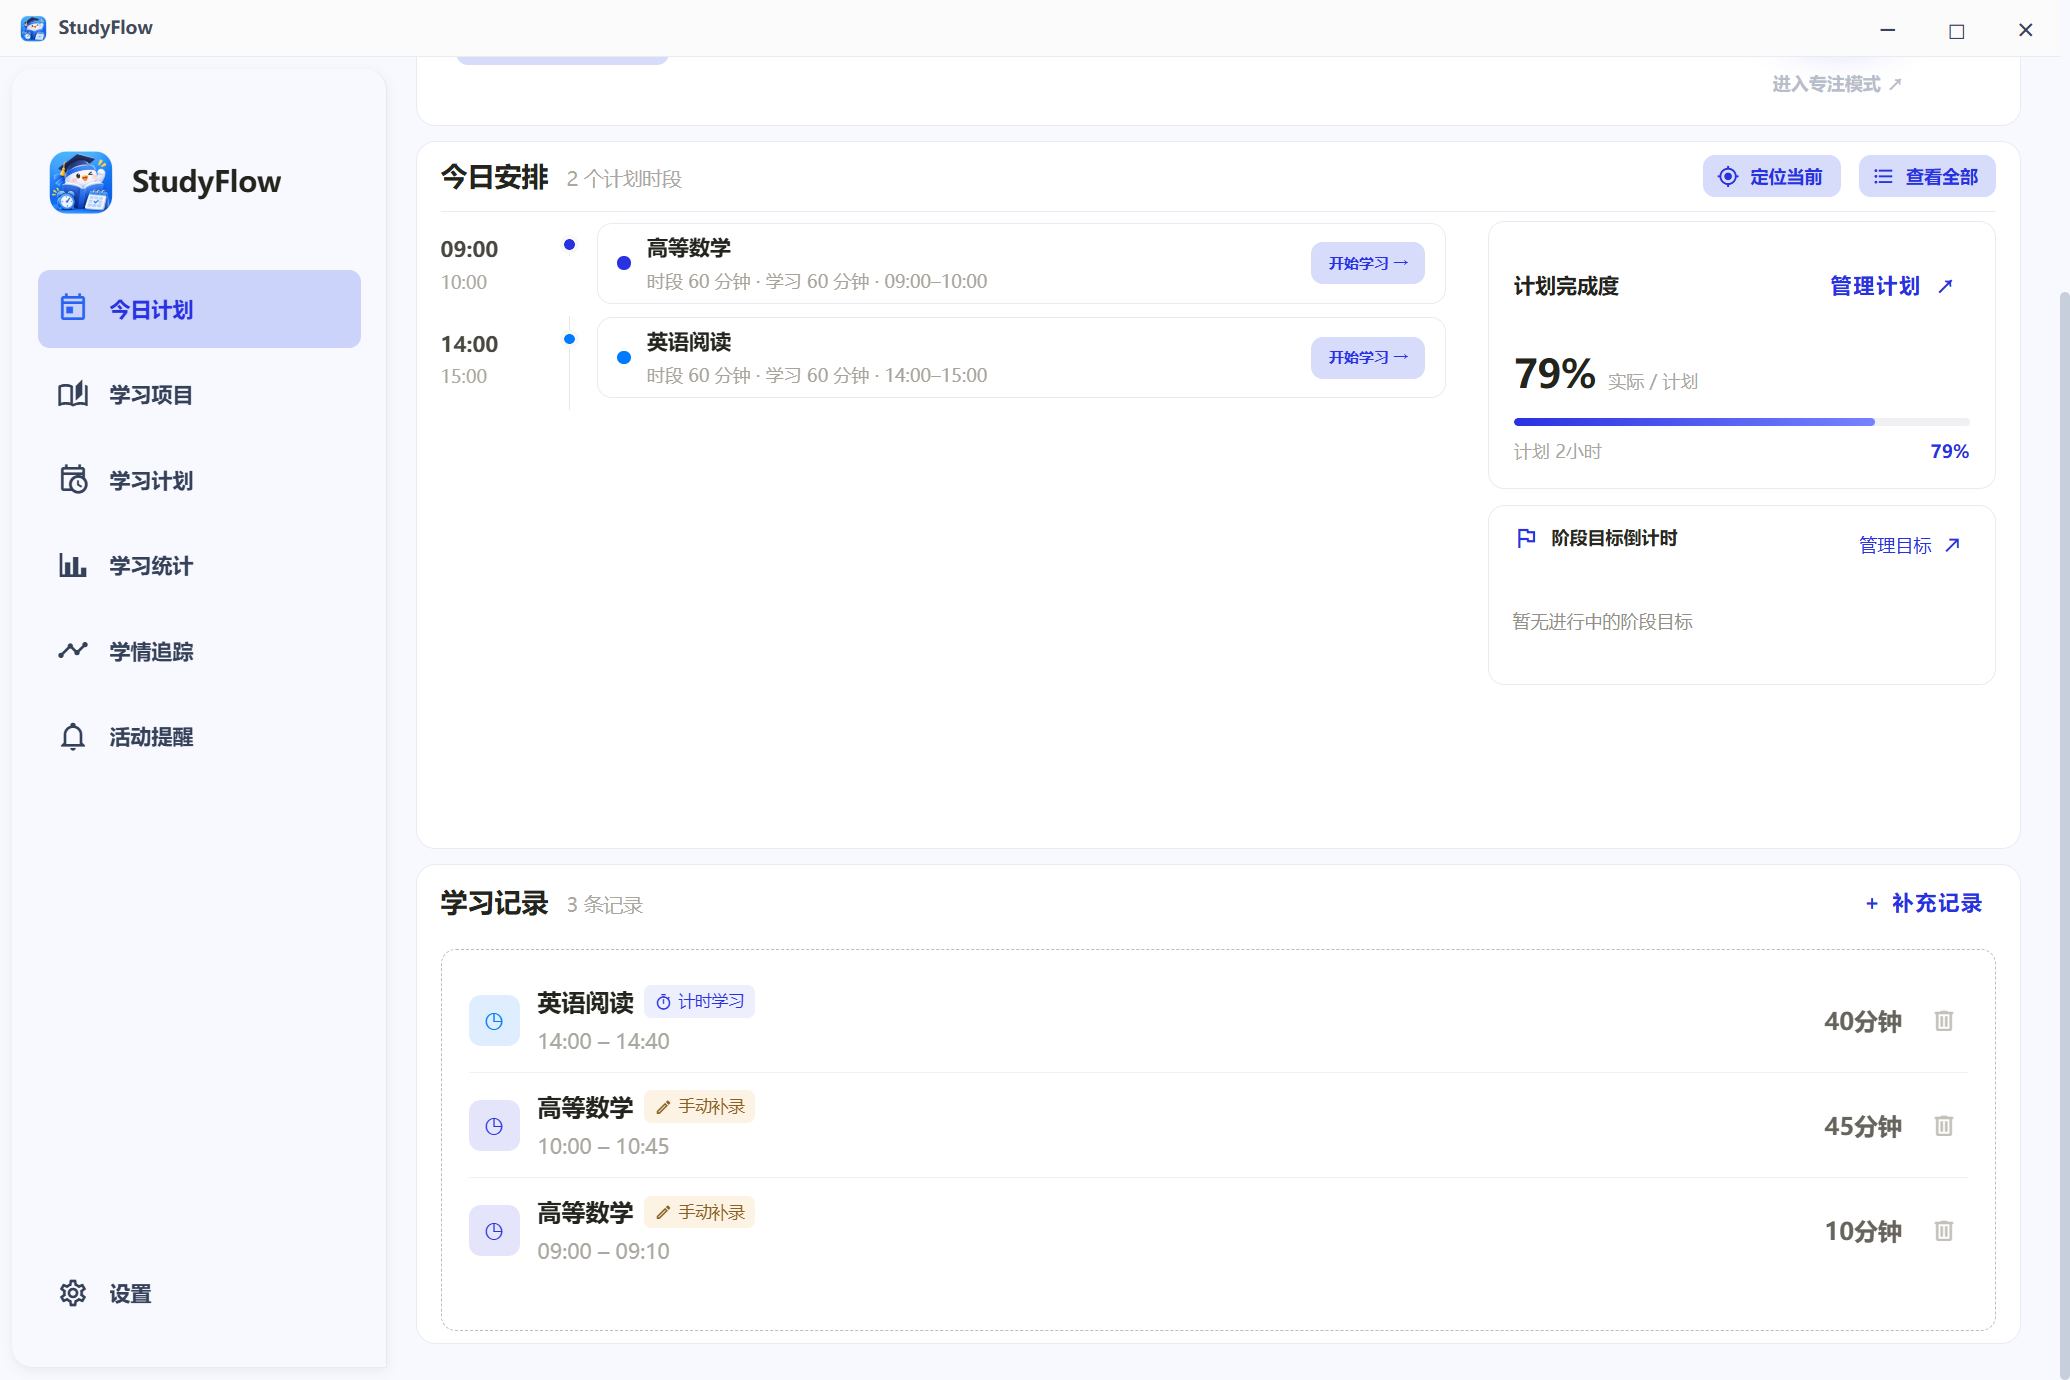 StudyFlow
StudyFlow
今日计划
学习项目
学习计划
学习统计
学情追踪
活动提醒
设置
进入专注模式 ↗
今日安排 2 个计划时段
定位当前
查看全部
09:00
10:00
高等数学
时段 60 分钟 · 学习 60 分钟 · 09:00–10:00
开始学习 →
14:00
15:00
英语阅读
时段 60 分钟 · 学习 60 分钟 · 14:00–15:00
开始学习 →
计划完成度
管理计划 ↗
79% 实际 / 计划
计划 2小时
79%
阶段目标倒计时
管理目标 ↗
暂无进行中的阶段目标
学习记录 3 条记录
+ 补充记录
英语阅读 计时学习
14:00 – 14:40
40分钟
高等数学 手动补录
10:00 – 10:45
45分钟
高等数学 手动补录
09:00 – 09:10
10分钟